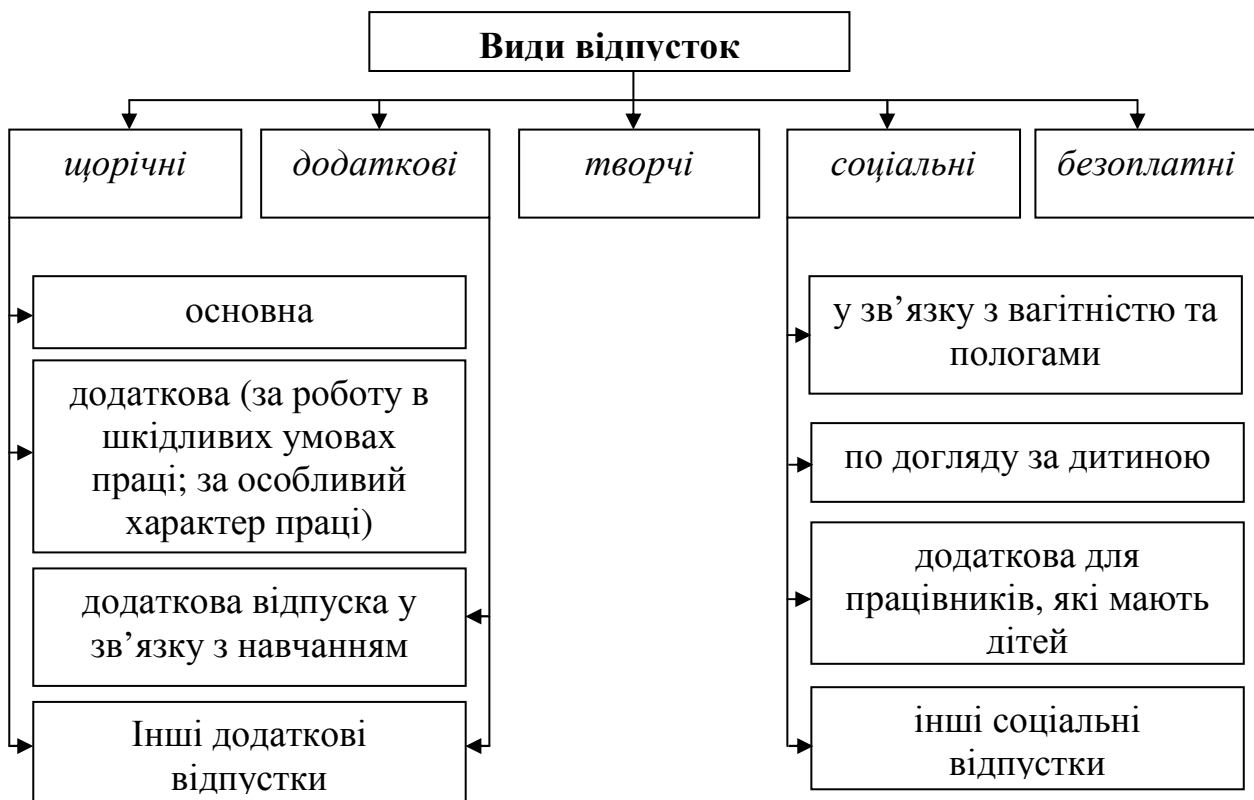 Види відпусток
щорічні
додаткові
творчі
соціальні
безоплатні
основна
додаткова (за роботу в
шкідливих умовах
праці; за особливий
характер праці)
додаткова відпуска у
зв’язку з навчанням
Інші додаткові
відпустки
у зв’язку з вагітністю та
пологами
по догляду за дитиною
додаткова для
працівників, які мають
дітей
інші соціальні
відпустки